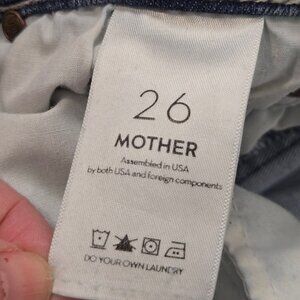 26
MOTHER
Assembled in USA
by both USA and foreign components
DO YOUR OWN LAUNDRY